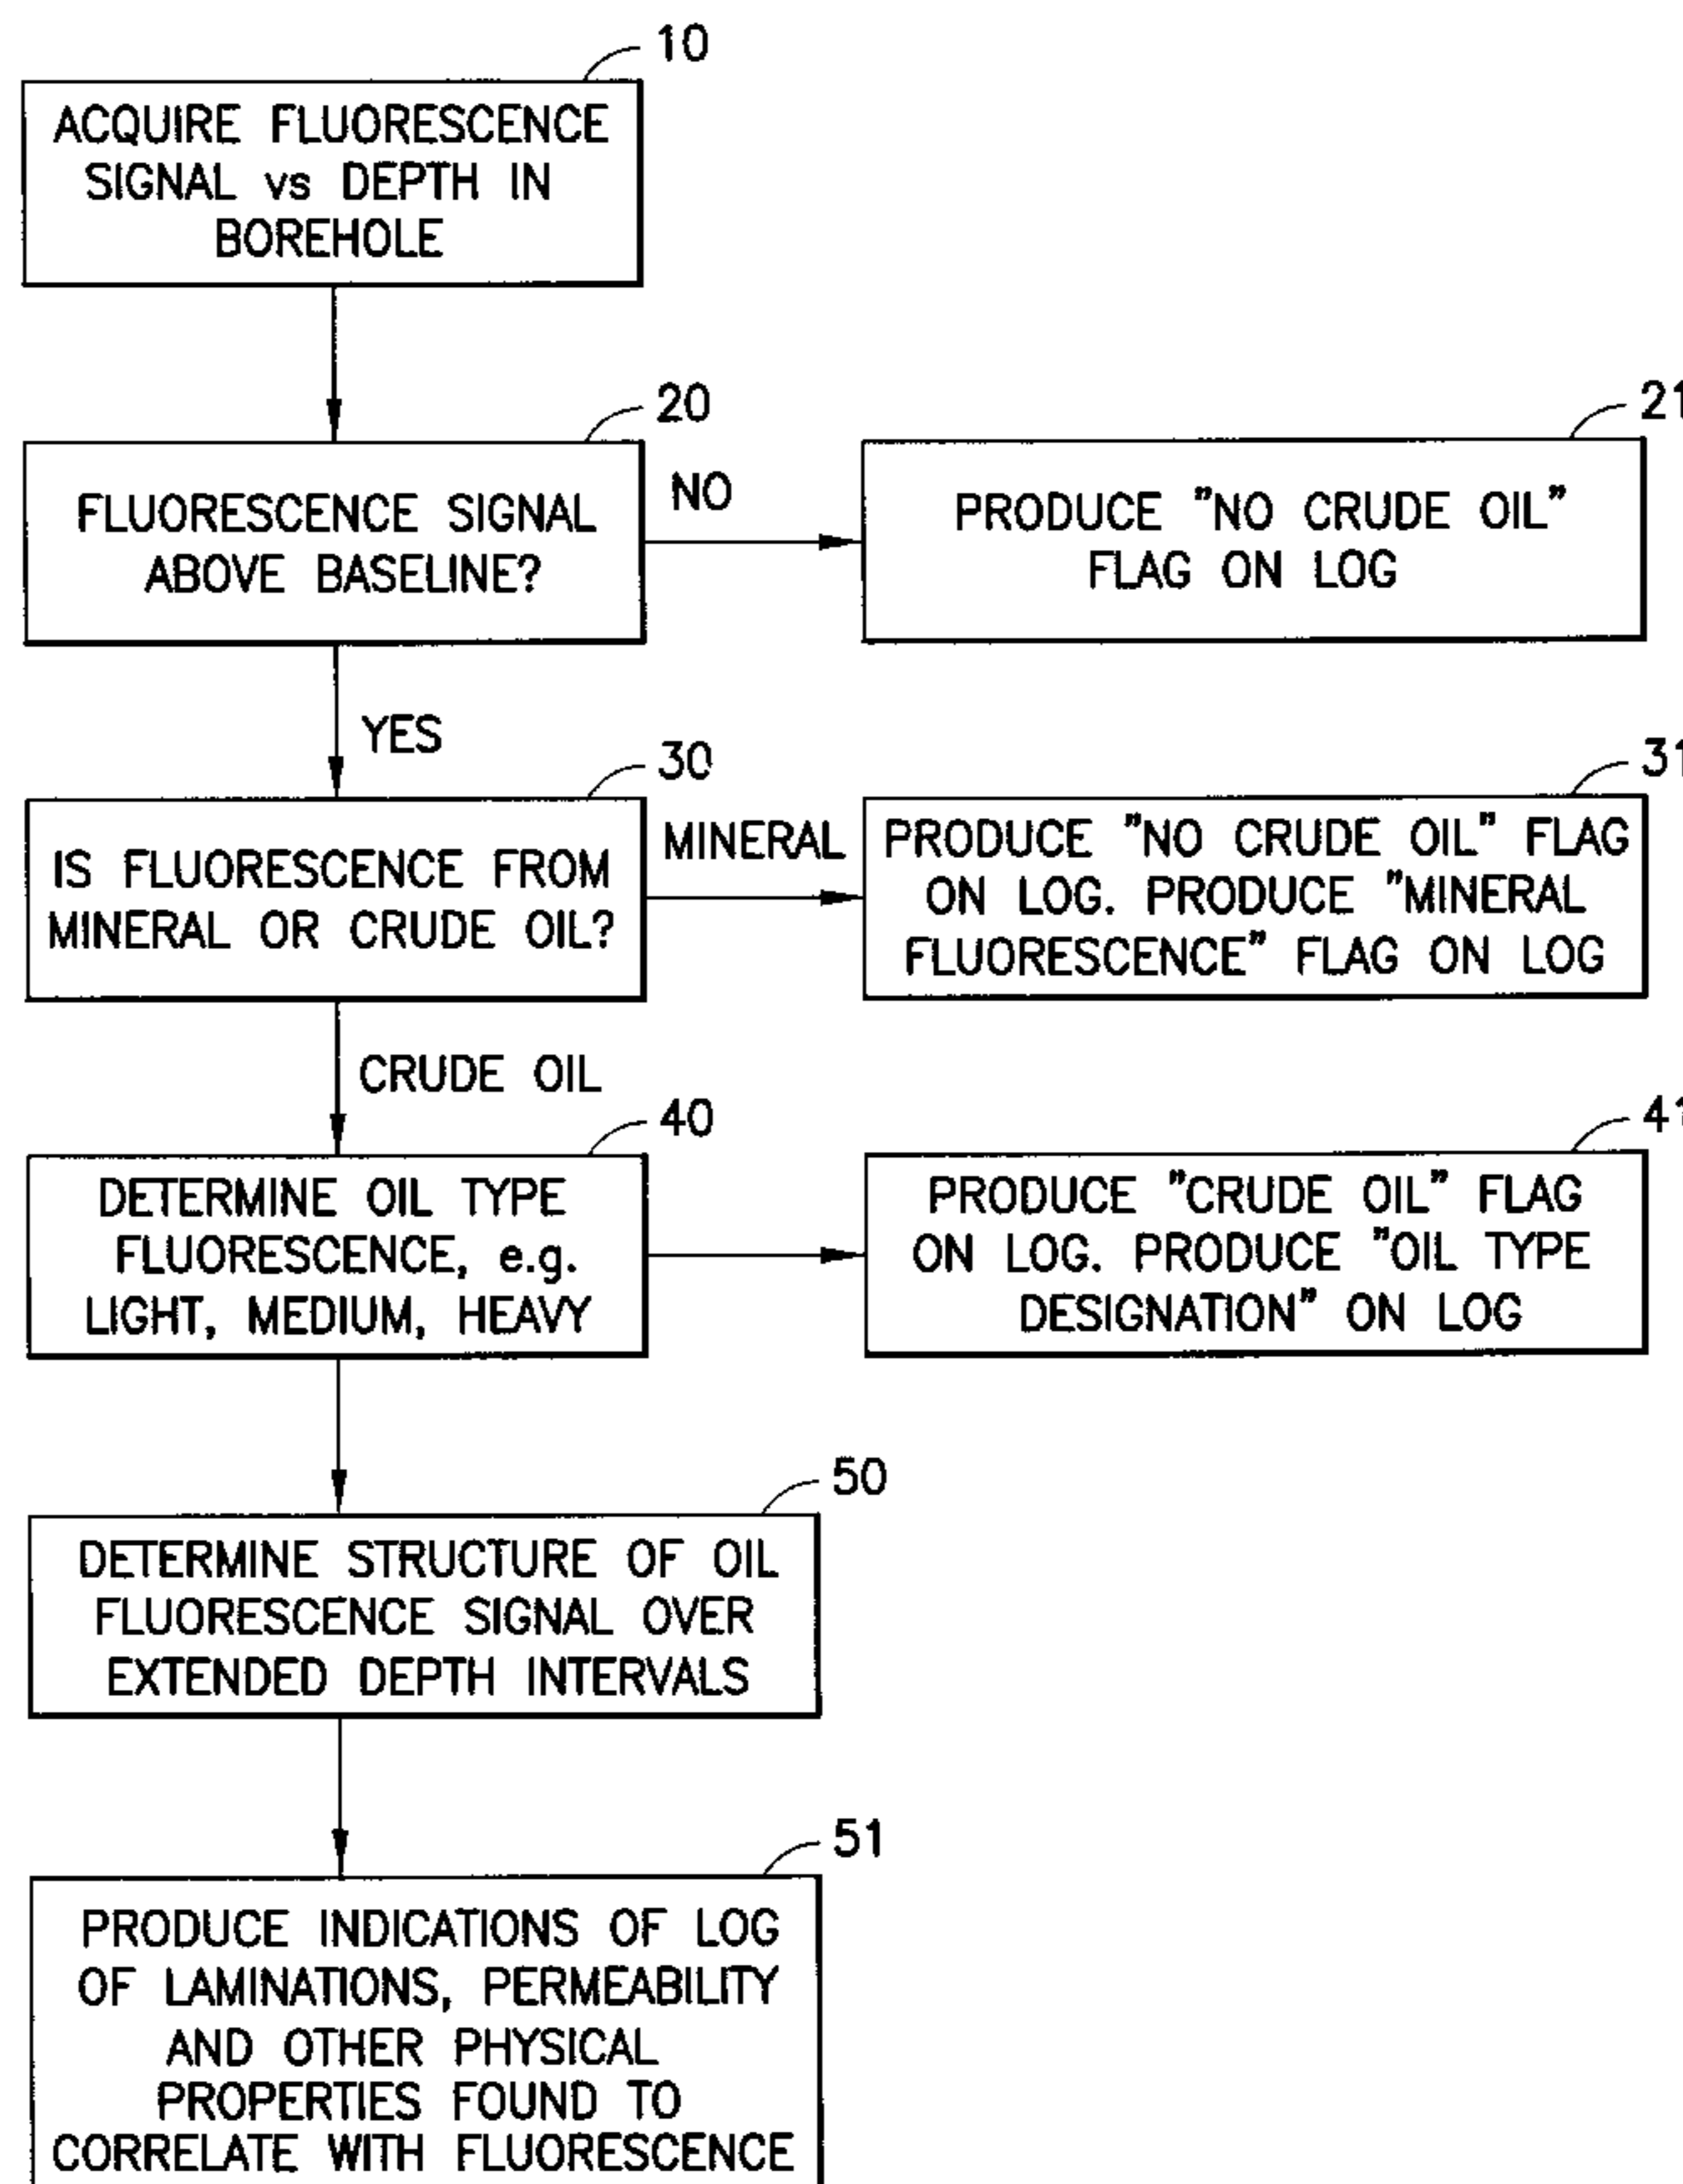 10
ACQUIRE FLUORESCENCE
SIGNAL vs DEPTH IN
BOREHOLE
20
FLUORESCENCE SIGNAL
ABOVE BASELINE?
NO
21
PRODUCE "NO CRUDE OIL"
FLAG ON LOG
YES
30
IS FLUORESCENCE FROM
MINERAL OR CRUDE OIL?
MINERAL
31
PRODUCE "NO CRUDE OIL" FLAG
ON LOG. PRODUCE "MINERAL
FLUORESCENCE" FLAG ON LOG
CRUDE OIL
40
DETERMINE OIL TYPE
FLUORESCENCE, e.g.
LIGHT, MEDIUM, HEAVY
41
PRODUCE "CRUDE OIL" FLAG
ON LOG. PRODUCE "OIL TYPE
DESIGNATION" ON LOG
50
DETERMINE STRUCTURE OF OIL
FLUORESCENCE SIGNAL OVER
EXTENDED DEPTH INTERVALS
51
PRODUCE INDICATIONS OF LOG
OF LAMINATIONS, PERMEABILITY
AND OTHER PHYSICAL
PROPERTIES FOUND TO
CORRELATE WITH FLUORESCENCE